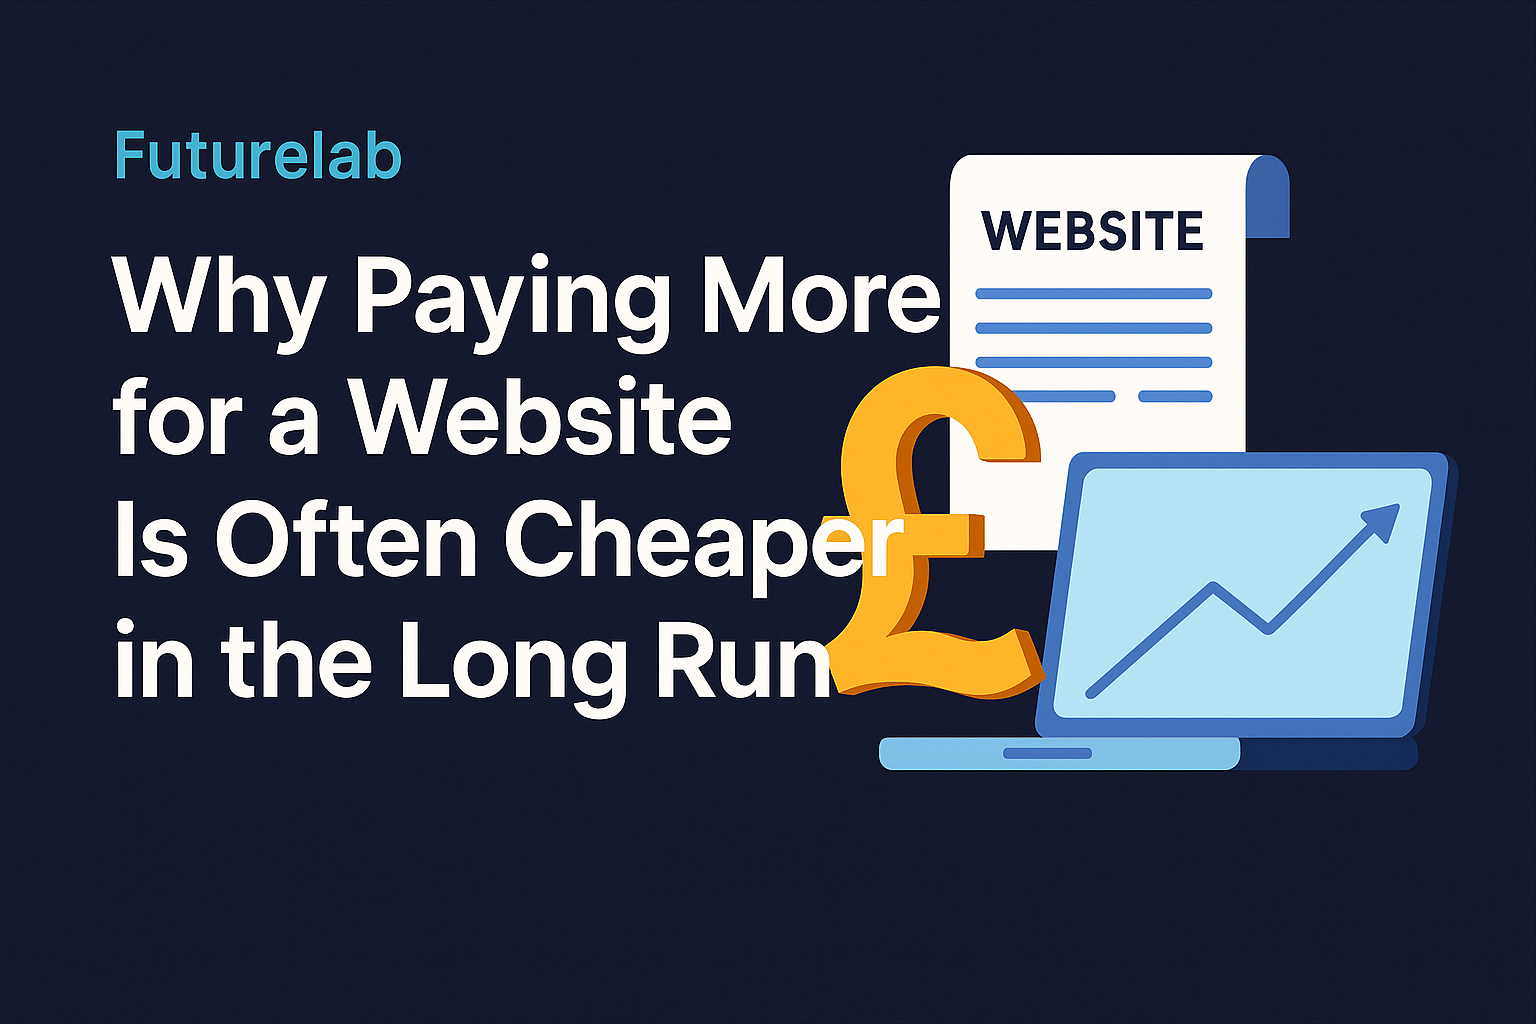 Futurelab
Why Paying More
for a Website
Is Often Cheaper
in the Long Run
WEBSITE
£